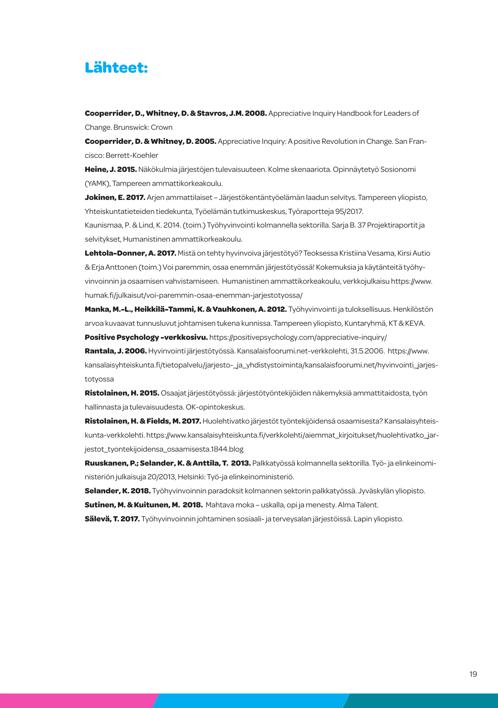 Lähteet:
Cooperrider, D., Whitney, D. & Stavros, J.M. 2008. Appreciative Inquiry Handbook for Leaders of
Change. Brunswick: Crown
Cooperrider, D. & Whitney, D. 2005. Appreciative Inquiry: A positive Revolution in Change. San Fran-
cisco: Berrett-Koehler
Heine, J. 2015. Näkökulmia järjestöjen tulevaisuuteen. Kolme skenaariota. Opinnäytetyö Sosionomi
(YAMK), Tampereen ammattikorkeakoulu.
Jokinen, E. 2017. Arjen ammattilaiset – Järjestökentäntyöelämän laadun selvitys. Tampereen yliopisto,
Yhteiskuntatieteiden tiedekunta, Työelämän tutkimuskeskus, Työraportteja 95/2017.
Kaunismaa, P. & Lind, K. 2014. (toim.) Työhyvinvointi kolmannella sektorilla. Sarja B. 37 Projektiraportit ja
selvitykset, Humanistinen ammattikorkeakoulu.
Lehtola-Donner, A. 2017. Mistä on tehty hyvinvoiva järjestötyö? Teoksessa Kristiina Vesama, Kirsi Autio
& Erja Anttonen (toim.) Voi paremmin, osaa enemmän järjestötyössä! Kokemuksia ja käytänteitä työhy-
vinvoinnin ja osaamisen vahvistamiseen. Humanistinen ammattikorkeakoulu, verkkojulkaisu https://www.
humak.fi/julkaisut/voi-paremmin-osaa-enemman-jarjestotyossa/
Manka, M.-L., Heikkilä-Tammi, K. & Vauhkonen, A. 2012. Työhyvinvointi ja tuloksellisuus. Henkilöstön
arvoa kuvaavat tunnusluvut johtamisen tukena kunnissa. Tampereen yliopisto, Kuntaryhmä, KT & KEVA.
Positive Psychology -verkkosivu. https://positivepsychology.com/appreciative-inquiry/
Rantala, J. 2006. Hyvinvointi järjestötyössä. Kansalaisfoorumi.net-verkkolehti, 31.5.2006. https://www.
kansalaisyhteiskunta.fi/tietopalvelu/jarjesto-_ja_yhdistystoiminta/kansalaisfoorumi.net/hyvinvointi_jarjes-
totyossa
Ristolainen, H. 2015. Osaajat järjestötyössä: järjestötyöntekijöiden näkemyksiä ammattitaidosta, työn
hallinnasta ja tulevaisuudesta. OK-opintokeskus.
Ristolainen, H. & Fields, M. 2017. Huolehtivatko järjestöt työntekijöidensä osaamisesta? Kansalaisyhteis-
kunta-verkkolehti. https://www.kansalaisyhteiskunta.fi/verkkolehti/aiemmat_kirjoitukset/huolehtivatko_jar-
jestot_tyontekijoidensa_osaamisesta.1844.blog
Ruuskanen, P.; Selander, K. & Anttila, T. 2013. Palkkatyössä kolmannella sektorilla. Työ- ja elinkeinomi-
nisteriön julkaisuja 20/2013, Helsinki: Työ-ja elinkeinoministeriö.
Selander, K. 2018. Työhyvinvoinnin paradoksit kolmannen sektorin palkkatyössä. Jyväskylän yliopisto.
Sutinen, M. & Kuitunen, M. 2018. Mahtava moka – uskalla, opi ja menesty. Alma Talent.
Sälevä, T. 2017. Työhyvinvoinnin johtaminen sosiaali- ja terveysalan järjestöissä. Lapin yliopisto.
19